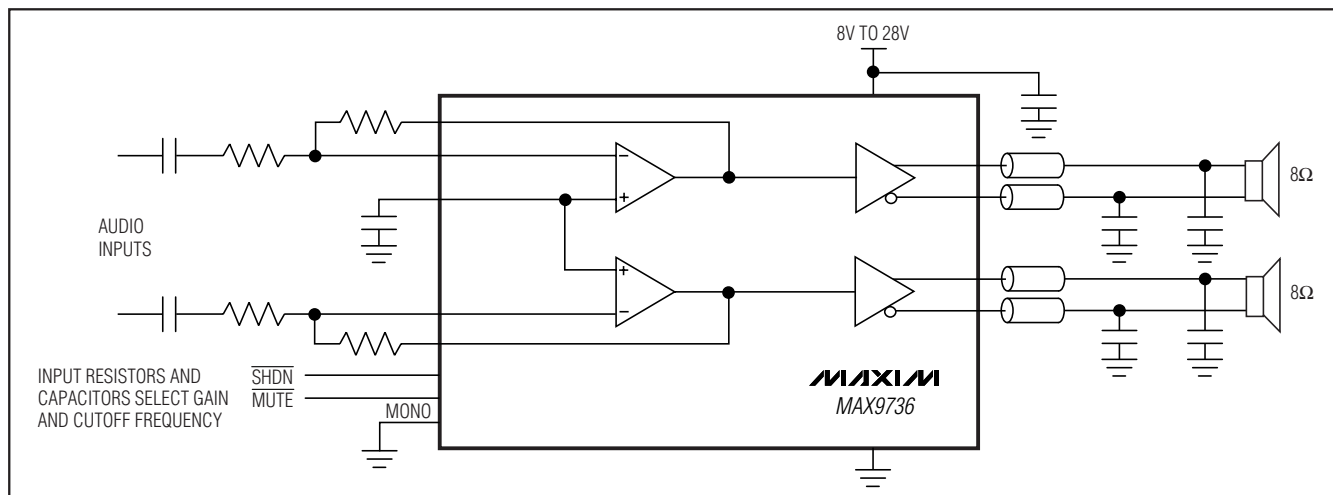 8V TO 28V
8Ω
AUDIO
INPUTS
8Ω
INPUT RESISTORS AND
CAPACITORS SELECT GAIN
AND CUTOFF FREQUENCY
SHDN
MUTE
MONO
MAXIM
MAX9736
−
+
+
−